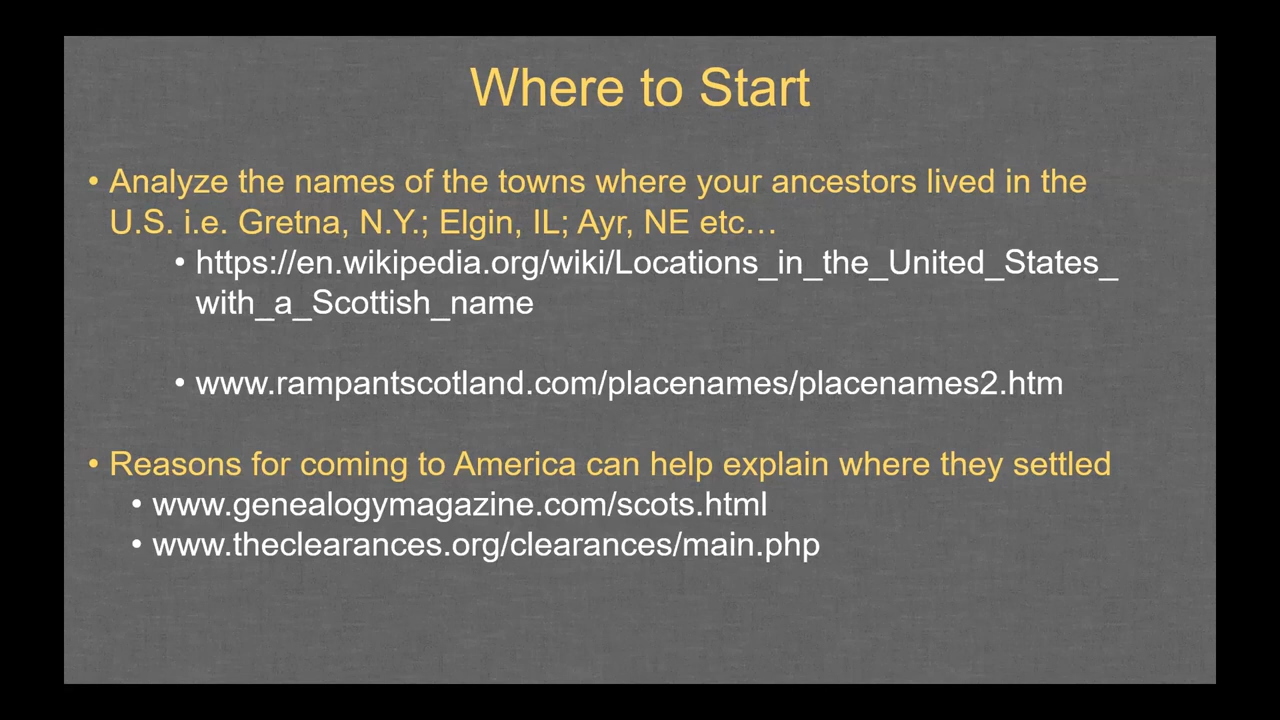 Where to Start
• Analyze the names of the towns where your ancestors lived in the
U.S. i.e. Gretna, N.Y.; Elgin, IL; Ayr, NE etc…
• https://en.wikipedia.org/wiki/Locations_in_the_United_States_
with_a_Scottish_name
• www.rampantscotland.com/placenames/placenames2.htm
• Reasons for coming to America can help explain where they settled
• www.genealogymagazine.com/scots.html
• www.theclearances.org/clearances/main.php